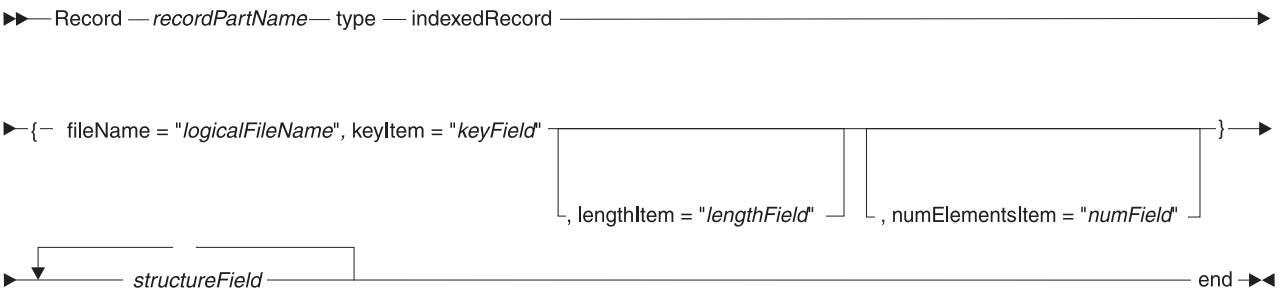 Record recordPartName type indexedRecord
{ fileName = "logicalFileName", keyItem = "keyField" }
, lengthItem = "lengthField" , numElementsItem = "numField"
structureField end